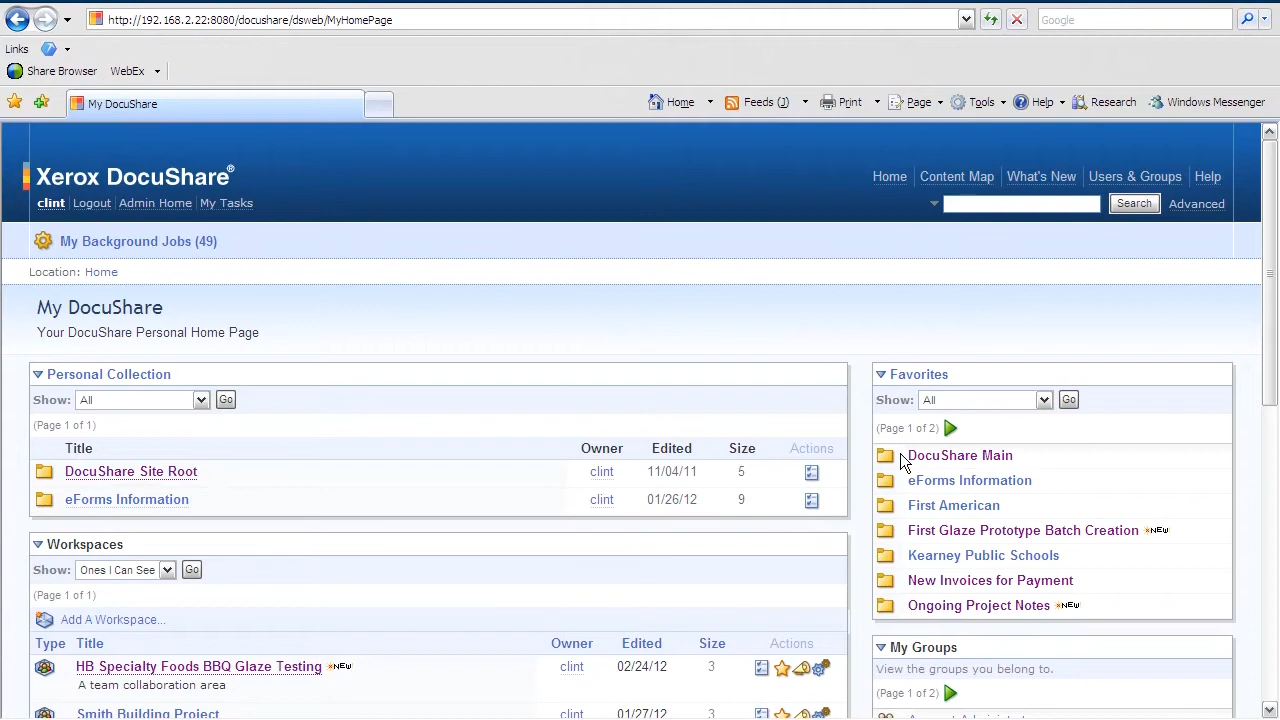 http://192.168.2.22:8080/docushare/dsweb/MyHomePage
Google
Links
Share Browser WebEx
My DocuShare
Home Feeds (J) Print Page Tools Help Research Windows Messenger
Xerox DocuShare®
Home Content Map What's New Users & Groups Help
clint Logout Admin Home My Tasks
Search Advanced
My Background Jobs (49)
Location: Home
My DocuShare
Your DocuShare Personal Home Page
Personal Collection
Show: All Go
(Page 1 of 1)
Title Owner Edited Size Actions
DocuShare Site Root clint 11/04/11 5
eForms Information clint 01/26/12 9
Workspaces
Show: Ones I Can See Go
(Page 1 of 1)
Add A Workspace...
Type Title Owner Edited Size Actions
HB Specialty Foods BBQ Glaze Testing NEW clint 02/24/12 3
A team collaboration area
Smith Building Project clint 01/27/12 3
Favorites
Show: All Go
(Page 1 of 2)
DocuShare Main
eForms Information
First American
First Glaze Prototype Batch Creation NEW
Kearney Public Schools
New Invoices for Payment
Ongoing Project Notes NEW
My Groups
View the groups you belong to.
(Page 1 of 2)